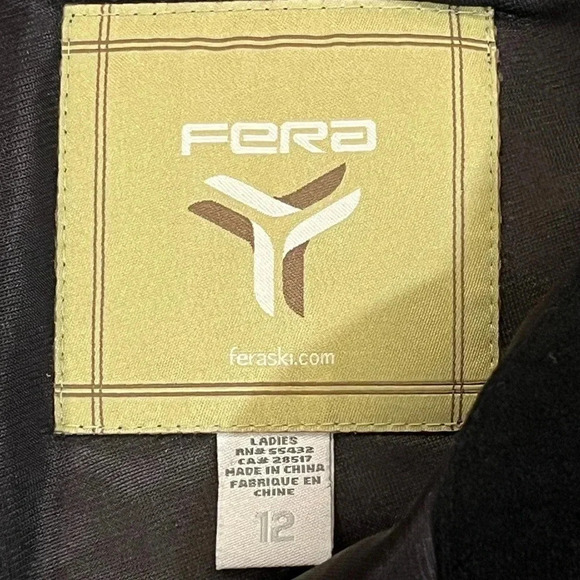 FERA
feraski.com
LADIES
RN# 55432
CA# 28517
MADE IN CHINA
FABRIQUE EN
CHINE
12